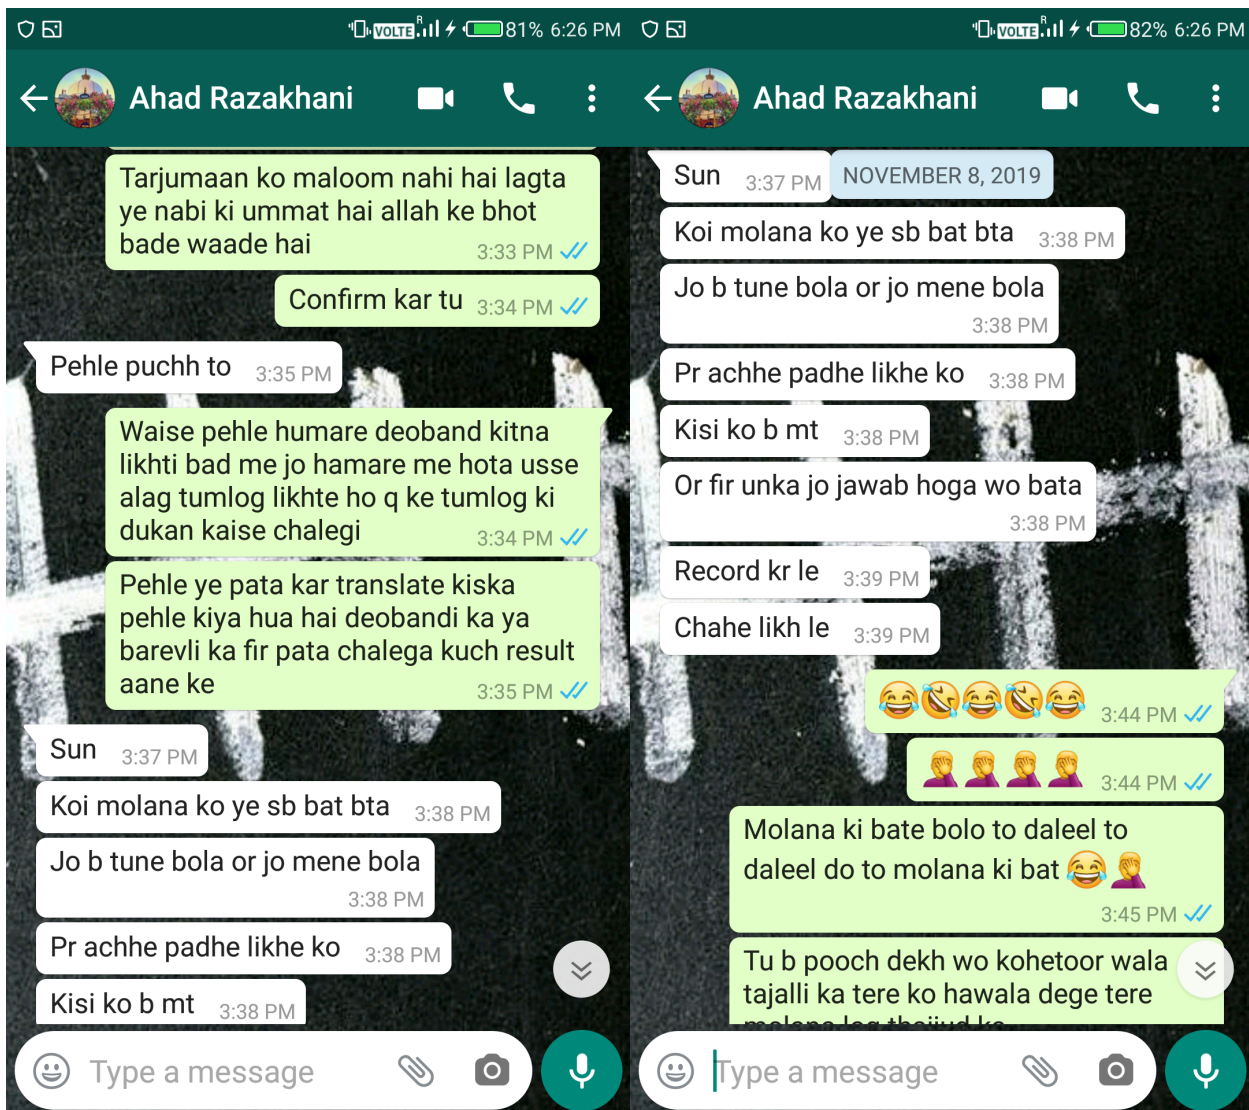 VOLTE R 81% 6:26 PM
Ahad Razakhani
Tarjumaan ko maloom nahi hai lagta
ye nabi ki ummat hai allah ke bhot
bade waade hai
3:33 PM
Confirm kar tu 3:34 PM
Pehle puchh to 3:35 PM
Waise pehle humare deoband kitna
likhti bad me jo hamare me hota usse
alag tumlog likhte ho q ke tumlog ki
dukan kaise chalegi
3:34 PM
Pehle ye pata kar translate kiska
pehle kiya hua hai deobandi ka ya
barevli ka fir pata chalega kuch result
aane ke
3:35 PM
Sun 3:37 PM
Koi molana ko ye sb bat bta 3:38 PM
Jo b tune bola or jo mene bola
3:38 PM
Pr achhe padhe likhe ko 3:38 PM
Kisi ko b mt 3:38 PM
Type a message
VOLTE R 82% 6:26 PM
Ahad Razakhani
Sun 3:37 PM
NOVEMBER 8, 2019
Koi molana ko ye sb bat bta 3:38 PM
Jo b tune bola or jo mene bola
3:38 PM
Pr achhe padhe likhe ko 3:38 PM
Kisi ko b mt 3:38 PM
Or fir unka jo jawab hoga wo bata
3:38 PM
Record kr le 3:39 PM
Chahe likh le 3:39 PM
😂🤣😂🤣😂 3:44 PM
🤦‍♀️🤦‍♀️🤦‍♀️🤦‍♀️ 3:44 PM
Molana ki bate bolo to daleel to
daleel do to molana ki bat 😂🤦‍♀️
3:45 PM
Tu b pooch dekh wo kohetoor wala
tajalli ka tere ko hawala dege tere
Type a message